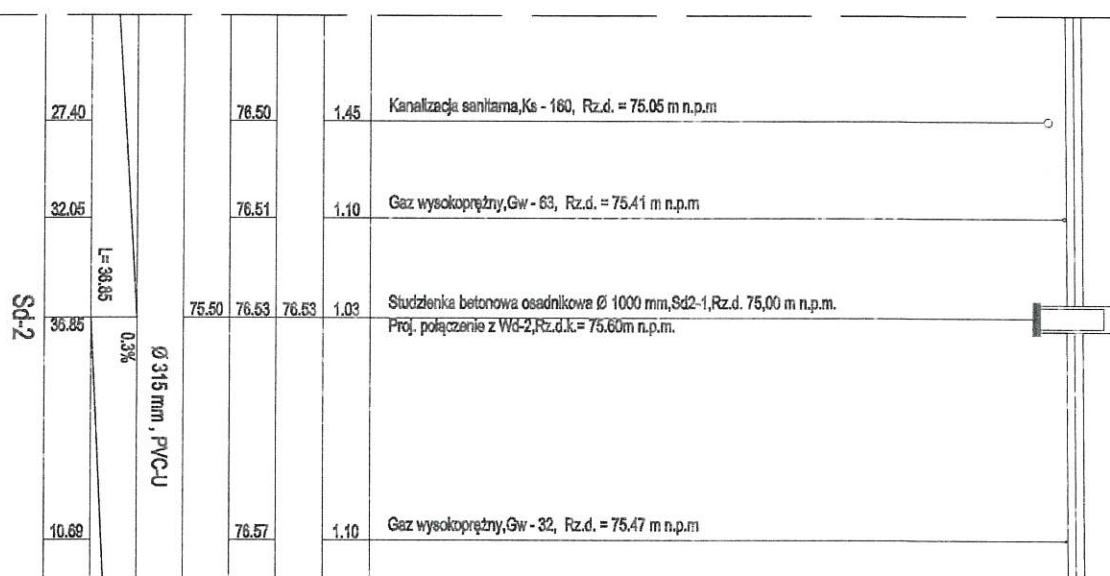 27.40 76.50 1.45 Kanalizacja sanitarna,Ks - 160, Rz.d. = 75.05 m n.p.m
32.05 76.51 1.10 Gaz wysokoprężny,Gw - 63, Rz.d. = 75.41 m n.p.m
L= 36.85
Sd-2
36.85 75.50 76.53 76.53 1.03 Studzienka betonowa osadnikowa Ø 1000 mm,Sd2-1,Rz.d. 75,00 m n.p.m.
Proj. połączenie z Wd-2,Rz.d.k.= 75.60m n.p.m.
0.3%
Ø 315 mm , PVC-U
10.69 76.57 1.10 Gaz wysokoprężny,Gw - 32, Rz.d. = 75.47 m n.p.m